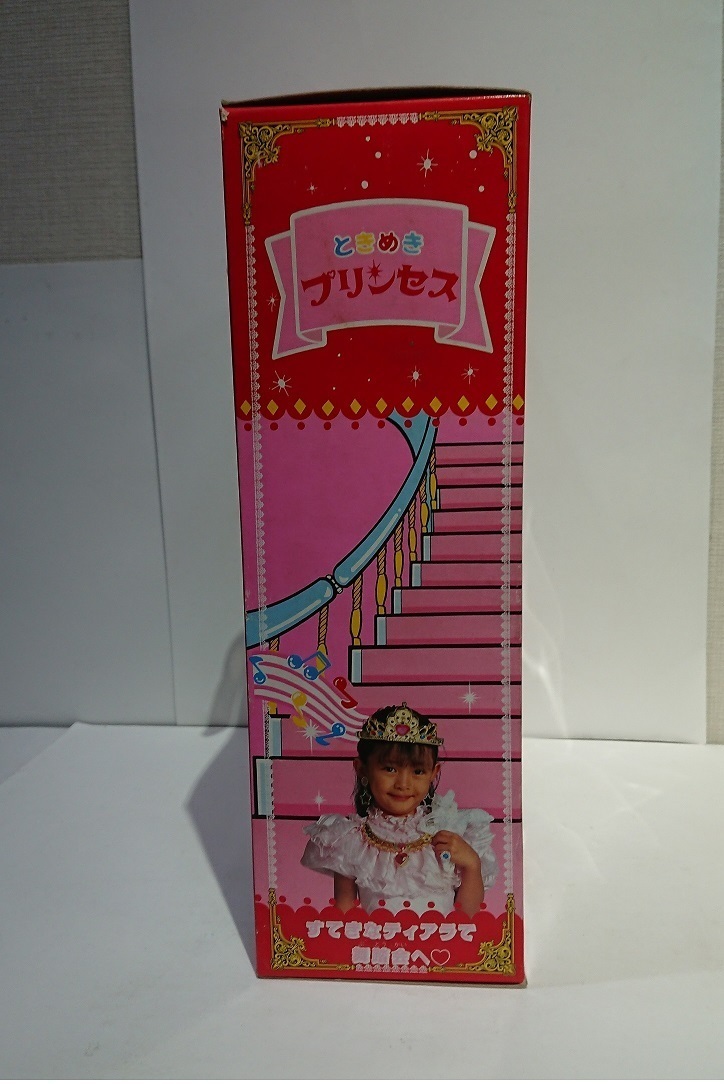 ときめき
プリンセス
すてきなティアラで
舞踏会へ♡